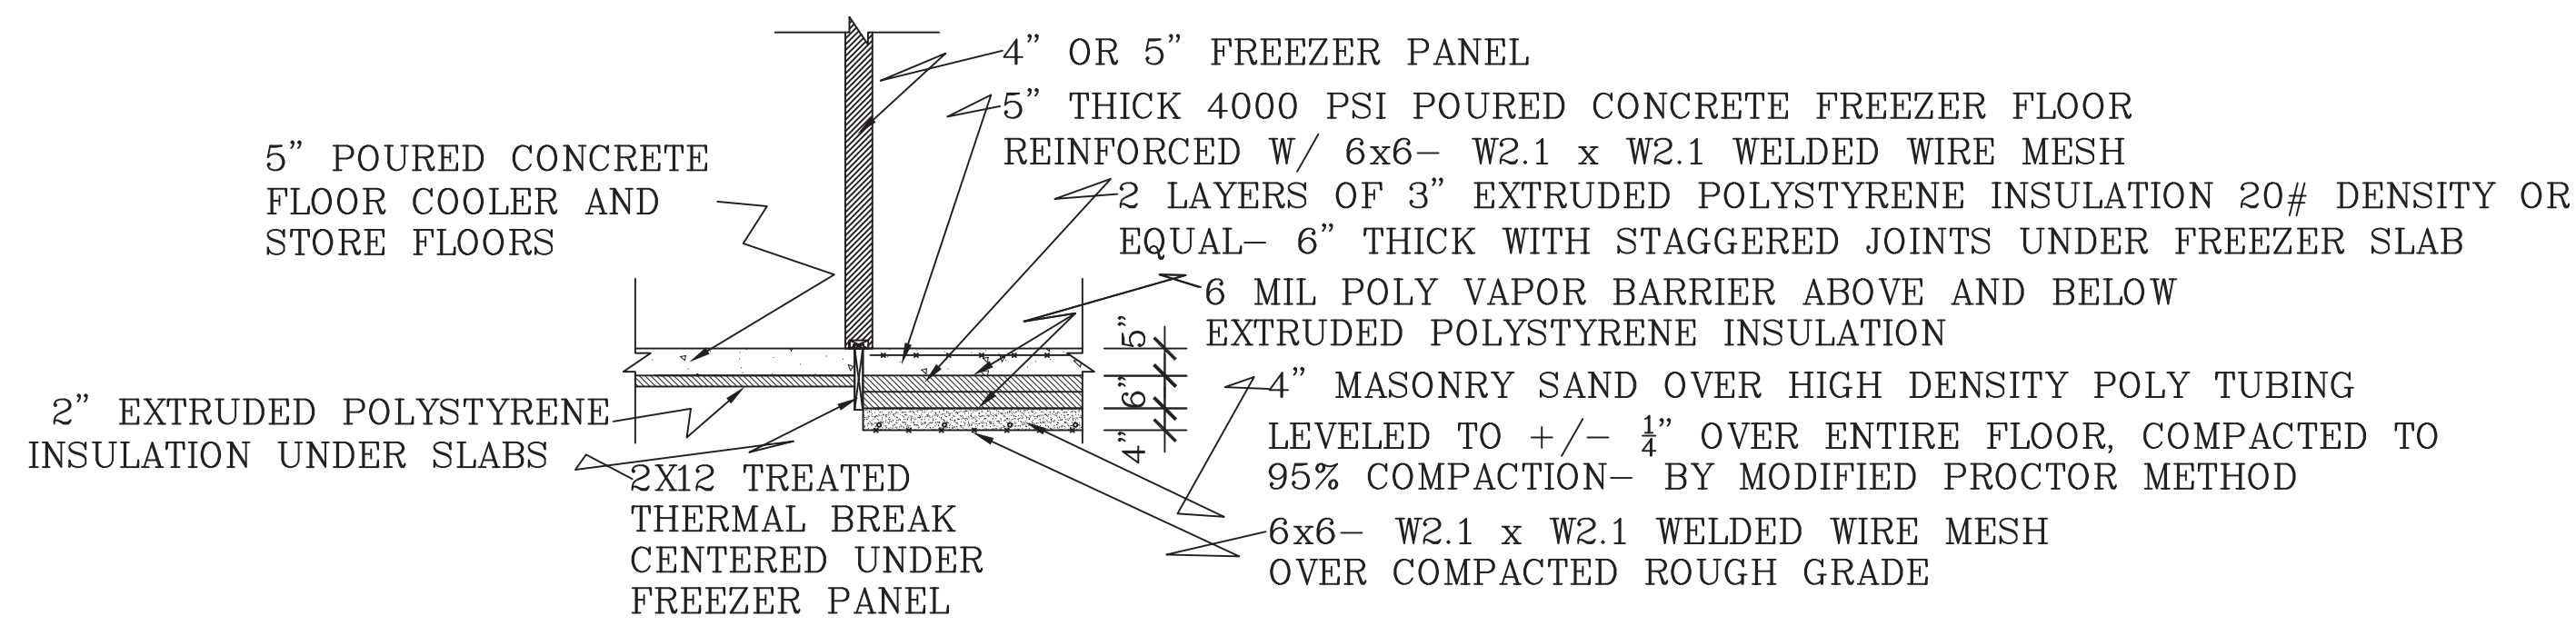 4” OR 5” FREEZER PANEL
5” THICK 4000 PSI POURED CONCRETE FREEZER FLOOR
REINFORCED W/ 6x6– W2.1 x W2.1 WELDED WIRE MESH
5” POURED CONCRETE
FLOOR COOLER AND
STORE FLOORS
2 LAYERS OF 3” EXTRUDED POLYSTYRENE INSULATION 20# DENSITY OR
EQUAL– 6” THICK WITH STAGGERED JOINTS UNDER FREEZER SLAB
6 MIL POLY VAPOR BARRIER ABOVE AND BELOW
EXTRUDED POLYSTYRENE INSULATION
5”
6”
4”
4” MASONRY SAND OVER HIGH DENSITY POLY TUBING
LEVELED TO +/– ¼” OVER ENTIRE FLOOR, COMPACTED TO
95% COMPACTION– BY MODIFIED PROCTOR METHOD
2” EXTRUDED POLYSTYRENE
INSULATION UNDER SLABS
2X12 TREATED
THERMAL BREAK
CENTERED UNDER
FREEZER PANEL
6x6– W2.1 x W2.1 WELDED WIRE MESH
OVER COMPACTED ROUGH GRADE